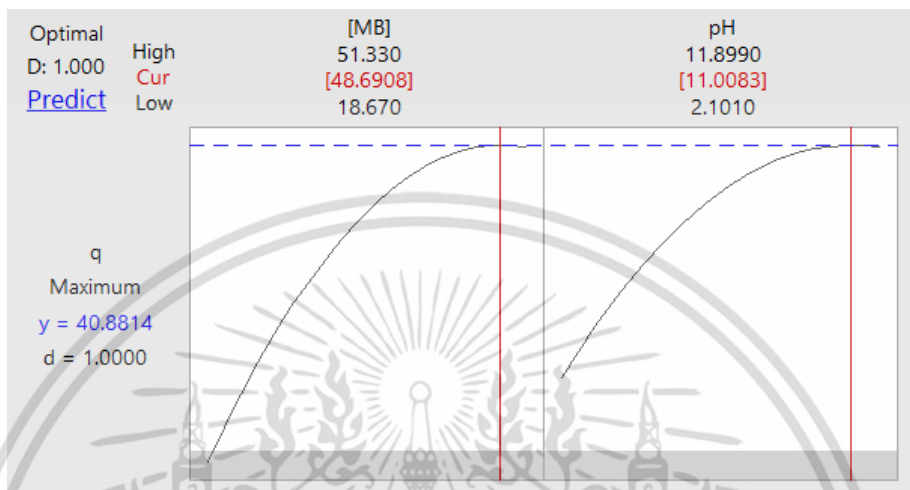 Optimal
D: 1.000
Predict
High
Cur
Low
[MB]
51.330
[48.6908]
18.670
pH
11.8990
[11.0083]
2.1010
q
Maximum
y = 40.8814
d = 1.0000